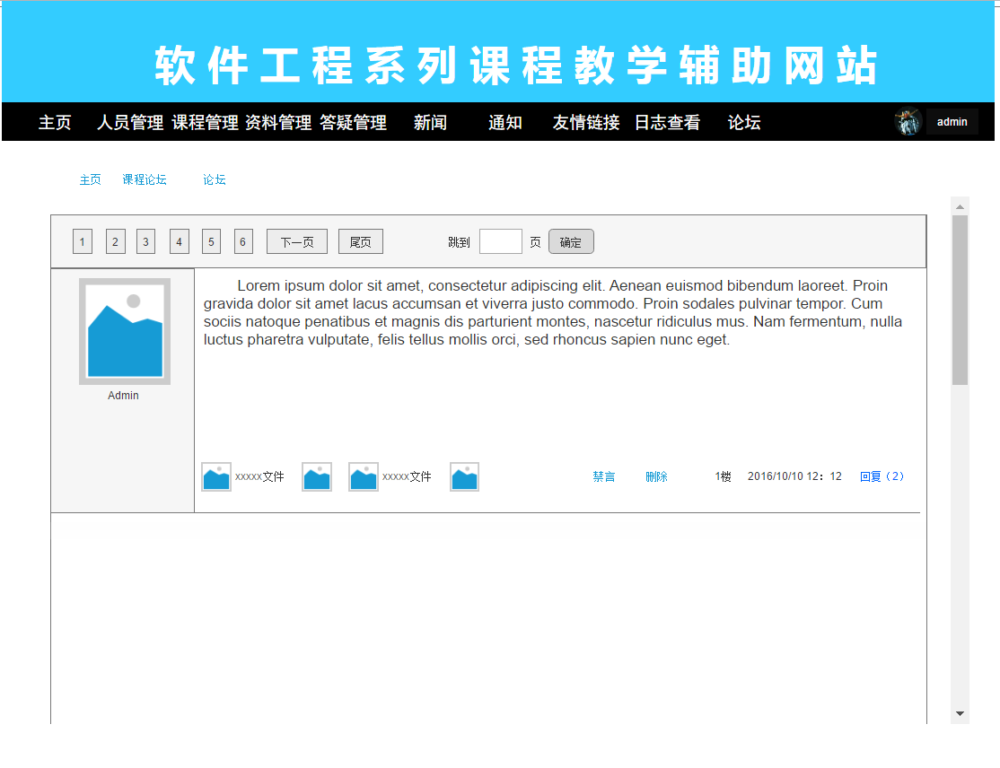 软件工程系列课程教学辅助网站
主页 人员管理 课程管理 资料管理 答疑管理 新闻 通知 友情链接 日志查看 论坛 admin
主页 课程论坛 论坛
1 2 3 4 5 6 下一页 尾页 跳到 页 确定
Lorem ipsum dolor sit amet, consectetur adipiscing elit. Aenean euismod bibendum laoreet. Proin
gravida dolor sit amet lacus accumsan et viverra justo commodo. Proin sodales pulvinar tempor. Cum
sociis natoque penatibus et magnis dis parturient montes, nascetur ridiculus mus. Nam fermentum, nulla
luctus pharetra vulputate, felis tellus mollis orci, sed rhoncus sapien nunc eget.
Admin
xxxxx文件 xxxxx文件 禁言 删除 1楼 2016/10/10 12：12 回复（2）